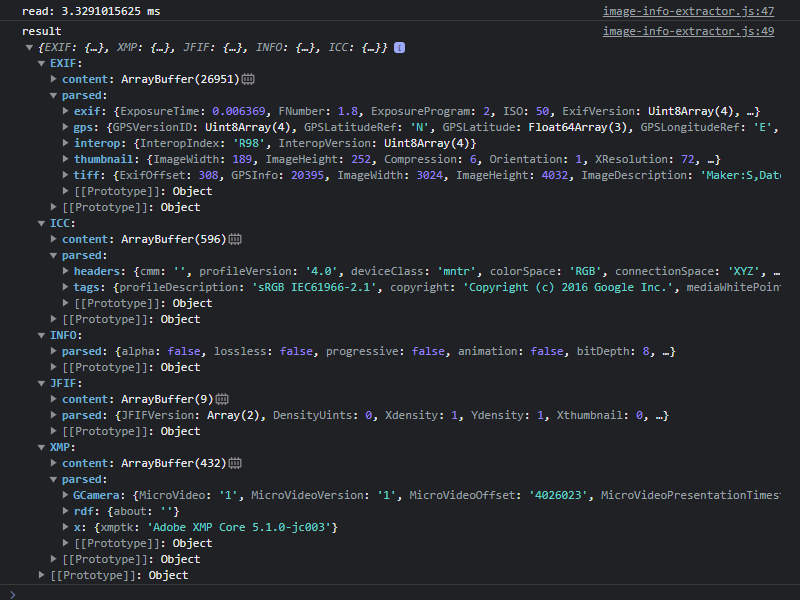 read: 3.3291015625 ms image-info-extractor.js:47
result image-info-extractor.js:49
▼ {EXIF: {…}, XMP: {…}, JFIF: {…}, INFO: {…}, ICC: {…}} i
▼ EXIF:
▶ content: ArrayBuffer(26951)
▼ parsed:
▶ exif: {ExposureTime: 0.006369, FNumber: 1.8, ExposureProgram: 2, ISO: 50, ExifVersion: Uint8Array(4), …}
▶ gps: {GPSVersionID: Uint8Array(4), GPSLatitudeRef: 'N', GPSLatitude: Float64Array(3), GPSLongitudeRef: 'E',
▶ interop: {InteropIndex: 'R98', InteropVersion: Uint8Array(4)}
▶ thumbnail: {ImageWidth: 189, ImageHeight: 252, Compression: 6, Orientation: 1, XResolution: 72, …}
▶ tiff: {ExifOffset: 308, GPSInfo: 20395, ImageWidth: 3024, ImageHeight: 4032, ImageDescription: 'Maker:S,Date
▶ [[Prototype]]: Object
▶ [[Prototype]]: Object
▼ ICC:
▶ content: ArrayBuffer(596)
▼ parsed:
▶ headers: {cmm: '', profileVersion: '4.0', deviceClass: 'mntr', colorSpace: 'RGB', connectionSpace: 'XYZ', …
▶ tags: {profileDescription: 'sRGB IEC61966-2.1', copyright: 'Copyright (c) 2016 Google Inc.', mediaWhitePoin
▶ [[Prototype]]: Object
▶ [[Prototype]]: Object
▼ INFO:
▶ parsed: {alpha: false, lossless: false, progressive: false, animation: false, bitDepth: 8, …}
▶ [[Prototype]]: Object
▼ JFIF:
▶ content: ArrayBuffer(9)
▶ parsed: {JFIFVersion: Array(2), DensityUints: 0, Xdensity: 1, Ydensity: 1, Xthumbnail: 0, …}
▶ [[Prototype]]: Object
▼ XMP:
▶ content: ArrayBuffer(432)
▼ parsed:
▶ GCamera: {MicroVideo: '1', MicroVideoVersion: '1', MicroVideoOffset: '4026023', MicroVideoPresentationTimes
▶ rdf: {about: ''}
▶ x: {xmptk: 'Adobe XMP Core 5.1.0-jc003'}
▶ [[Prototype]]: Object
▶ [[Prototype]]: Object
▶ [[Prototype]]: Object